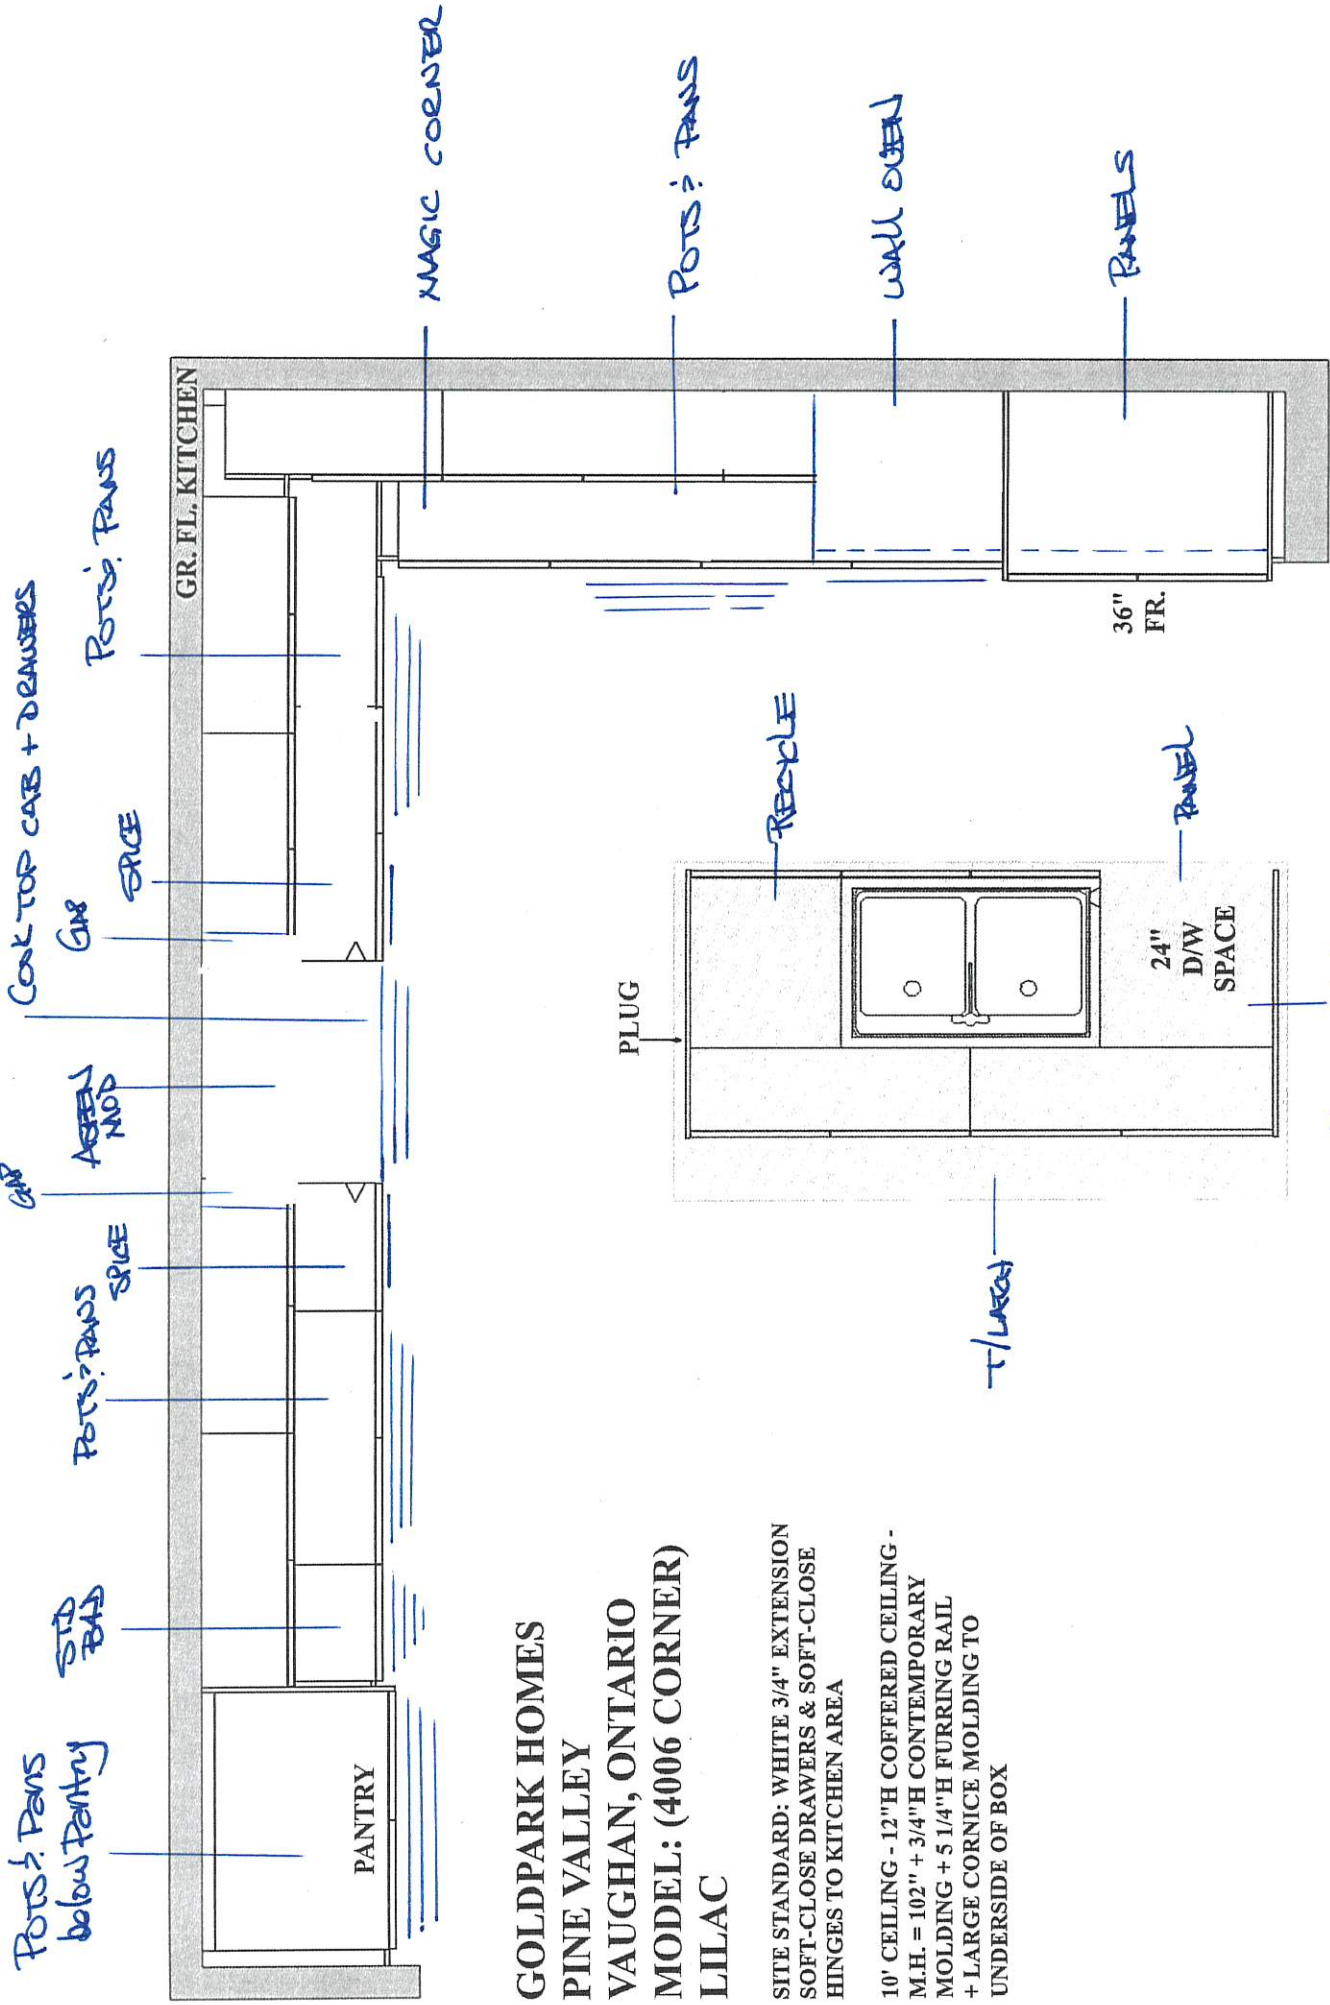 Pots & Pans
below Pantry
STD
POTS & PANS
SPICE
GAP
COOK TOP CAB + DRAWERS
GAP
SPICE
POTS & PANS
GR. FL. KITCHEN
PANTRY
MAGIC CORNER
POTS & PANS
WALL OVEN
PANELS
36"
FR.
PLUG
RECYCLE
PANEL
24"
D/W
SPACE
GOLDPARK HOMES
PINE VALLEY
VAUGHAN, ONTARIO
MODEL: (4006 CORNER)
LILAC
SITE STANDARD: WHITE 3/4" EXTENSION
SOFT-CLOSE DRAWERS & SOFT-CLOSE
HINGES TO KITCHEN AREA
10' CEILING - 12"H COFFERED CEILING -
M.H. = 102" + 3/4"H CONTEMPORARY
MOLDING + 5 1/4"H FURRING RAIL
+ LARGE CORNICE MOLDING TO
UNDERSIDE OF BOX